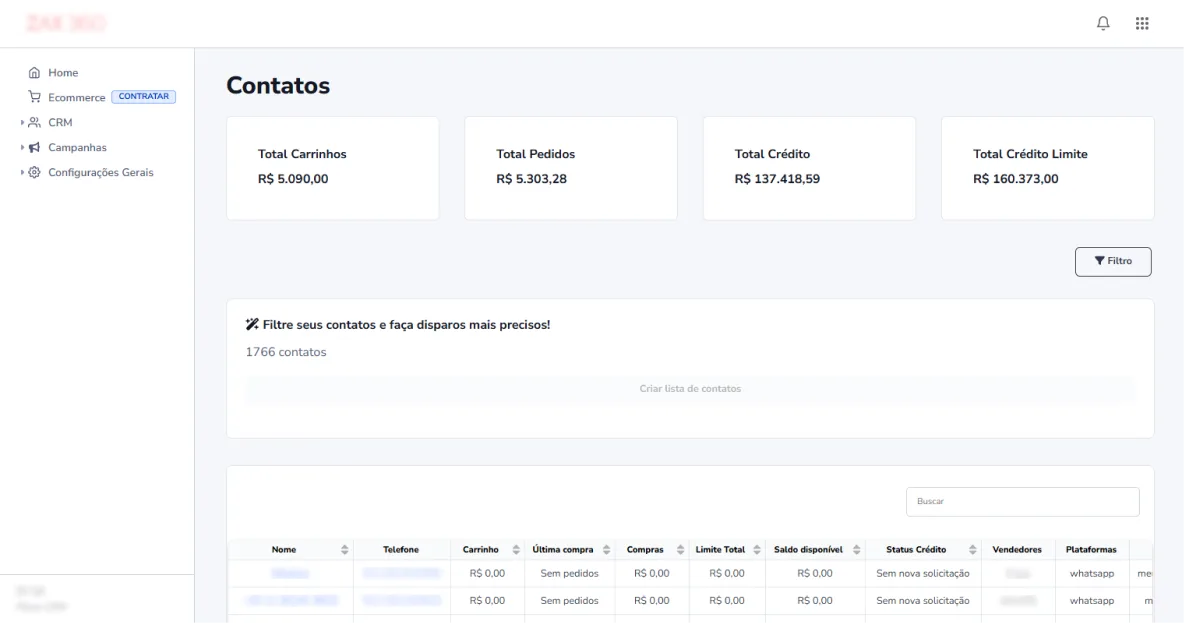 Home
Ecommerce CONTRATAR
CRM
Campanhas
Configurações Gerais
Contatos
Total Carrinhos
R$ 5.090,00
Total Pedidos
R$ 5.303,28
Total Crédito
R$ 137.418,59
Total Crédito Limite
R$ 160.373,00
Filtro
Filtre seus contatos e faça disparos mais precisos!
1766 contatos
Criar lista de contatos
Buscar
Nome Telefone Carrinho Última compra Compras Limite Total Saldo disponível Status Crédito Vendedores Plataformas
R$ 0,00 Sem pedidos R$ 0,00 R$ 0,00 R$ 0,00 Sem nova solicitação whatsapp
R$ 0,00 Sem pedidos R$ 0,00 R$ 0,00 R$ 0,00 Sem nova solicitação whatsapp